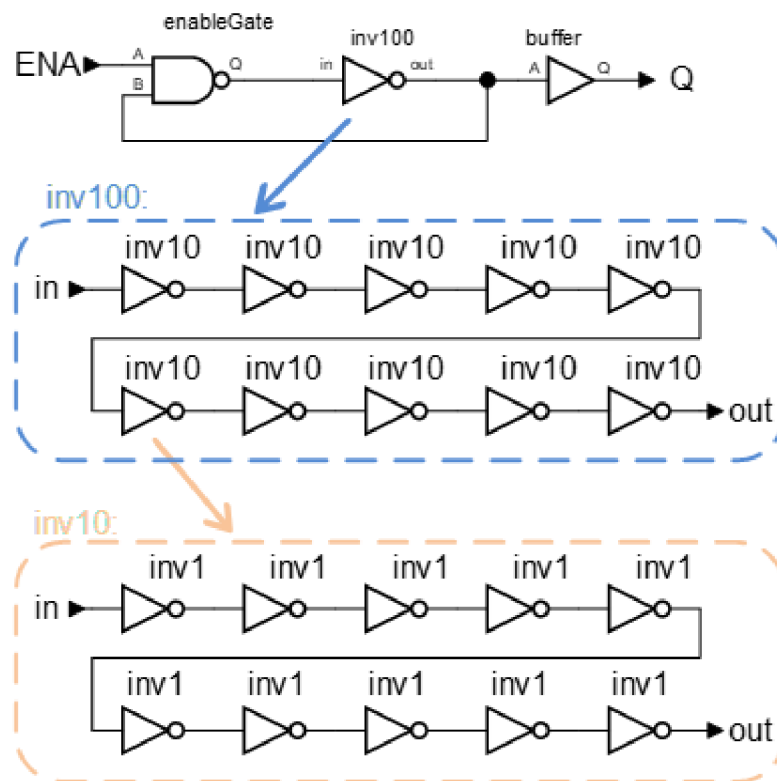 enableGate
inv100
buffer
ENA A B Q in out A Q Q
inv100:
inv10 inv10 inv10 inv10 inv10
in
inv10 inv10 inv10 inv10 inv10
out
inv10:
inv1 inv1 inv1 inv1 inv1
in
inv1 inv1 inv1 inv1 inv1
out